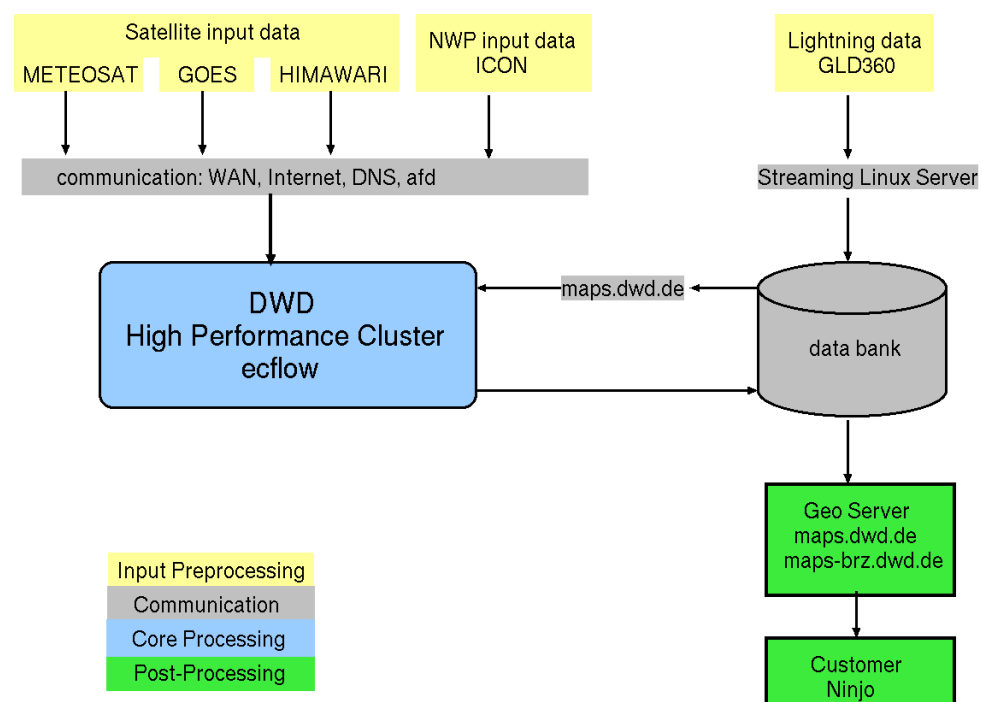 Satellite input data
METEOSAT
GOES
HIMAWARI
NWP input data
ICON
Lightning data
GLD360
communication: WAN, Internet, DNS, afd
Streaming Linux Server
DWD
High Performance Cluster
ecflow
maps.dwd.de
data bank
Geo Server
maps.dwd.de
maps-brz.dwd.de
Input Preprocessing
Communication
Core Processing
Post-Processing
Customer
Ninjo